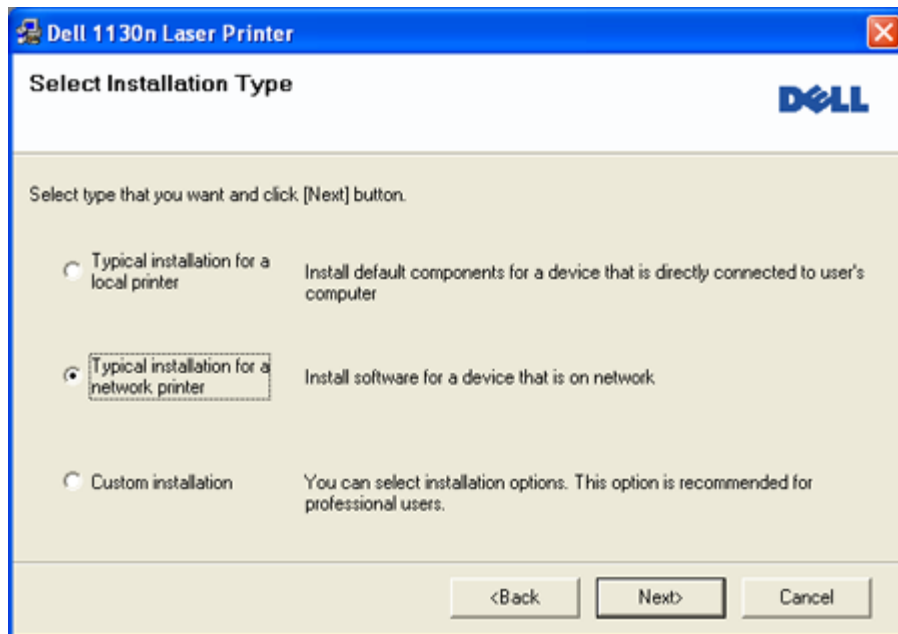 Dell 1130n Laser Printer
Select Installation Type
DELL
Select type that you want and click [Next] button.
Typical installation for a
local printer
Install default components for a device that is directly connected to user's
computer
Typical installation for a
network printer
Install software for a device that is on network
Custom installation
You can select installation options. This option is recommended for
professional users.
<Back
Next>
Cancel